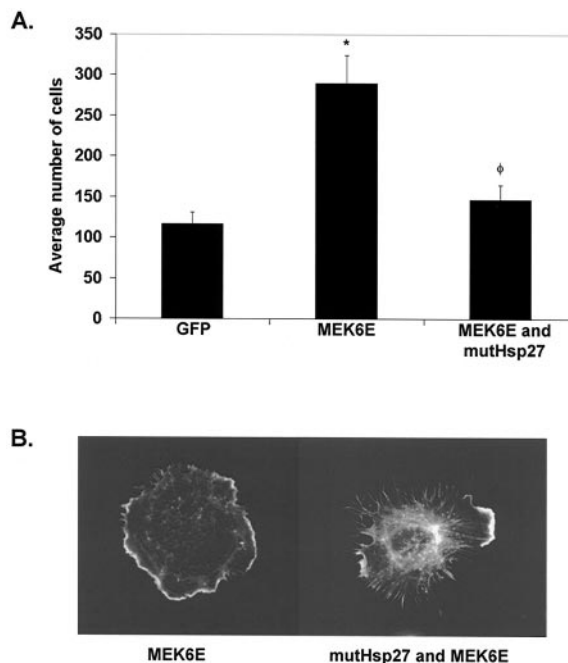 A.
Average number of cells
350
300
250
200
150
100
50
0
*
ϕ
GFP
MEK6E
MEK6E and
mutHsp27
B.
MEK6E
mutHsp27 and MEK6E